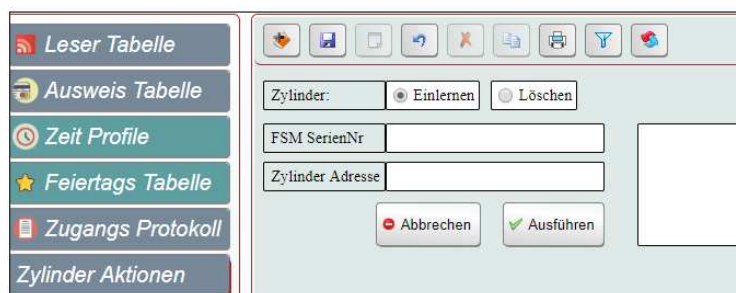 Leser Tabelle
Ausweis Tabelle
Zeit Profile
Feiertags Tabelle
Zugangs Protokoll
Zylinder Aktionen
Zylinder: Einlernen Löschen
FSM SerienNr
Zylinder Adresse
Abbrechen Ausführen